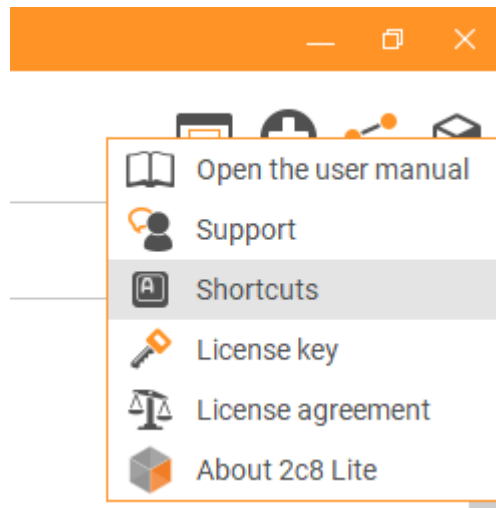 Open the user manual
Support
A
Shortcuts
License key
License agreement
About 2c8 Lite